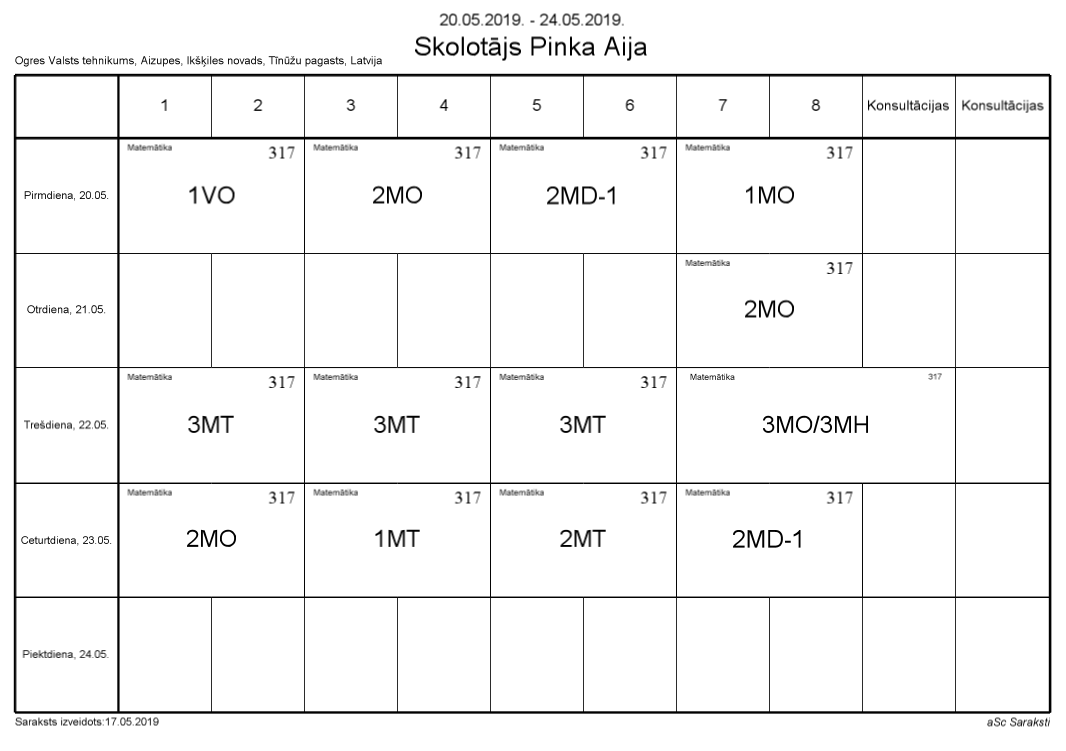 20.05.2019. - 24.05.2019.
Skolotājs Pinka Aija
Ogres Valsts tehnikums, Aizupes, Ikšķiles novads, Tīnūžu pagasts, Latvija
1 2 3 4 5 6 7 8 Konsultācijas Konsultācijas
Matemātika 317 Matemātika 317 Matemātika 317 Matemātika 317
Pirmdiena, 20.05. 1VO 2MO 2MD-1 1MO
Matemātika 317
Otrdiena, 21.05. 2MO
Matemātika 317 Matemātika 317 Matemātika 317 Matemātika 317
Trešdiena, 22.05. 3MT 3MT 3MT 3MO/3MH
Matemātika 317 Matemātika 317 Matemātika 317 Matemātika 317
Ceturtdiena, 23.05. 2MO 1MT 2MT 2MD-1
Piektdiena, 24.05.
Saraksts izveidots:17.05.2019 aSc Saraksti